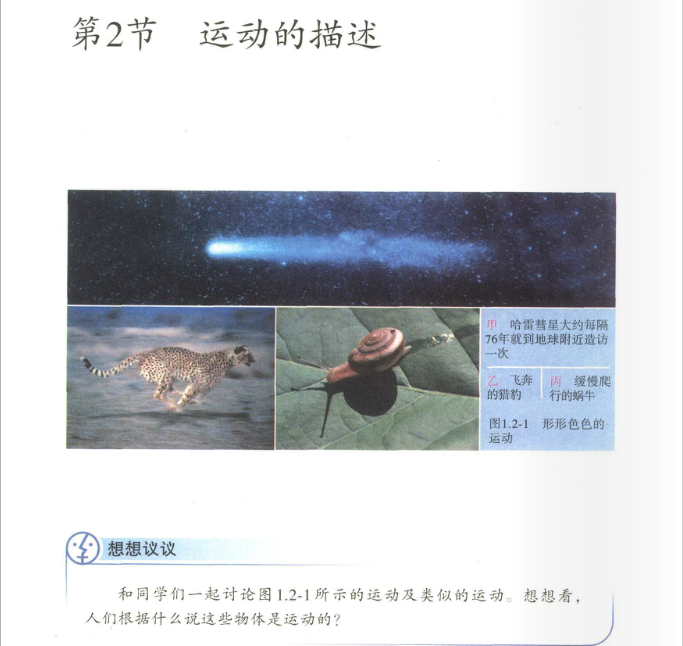 第2节 运动的描述
甲 哈雷彗星大约每隔
76年就到地球附近造访
一次
乙 飞奔
的猎豹
丙 缓慢爬
行的蜗牛
图1.2-1 形形色色的
运动
想想议议
和同学们一起讨论图1.2-1所示的运动及类似的运动。想想看，
人们根据什么说这些物体是运动的?